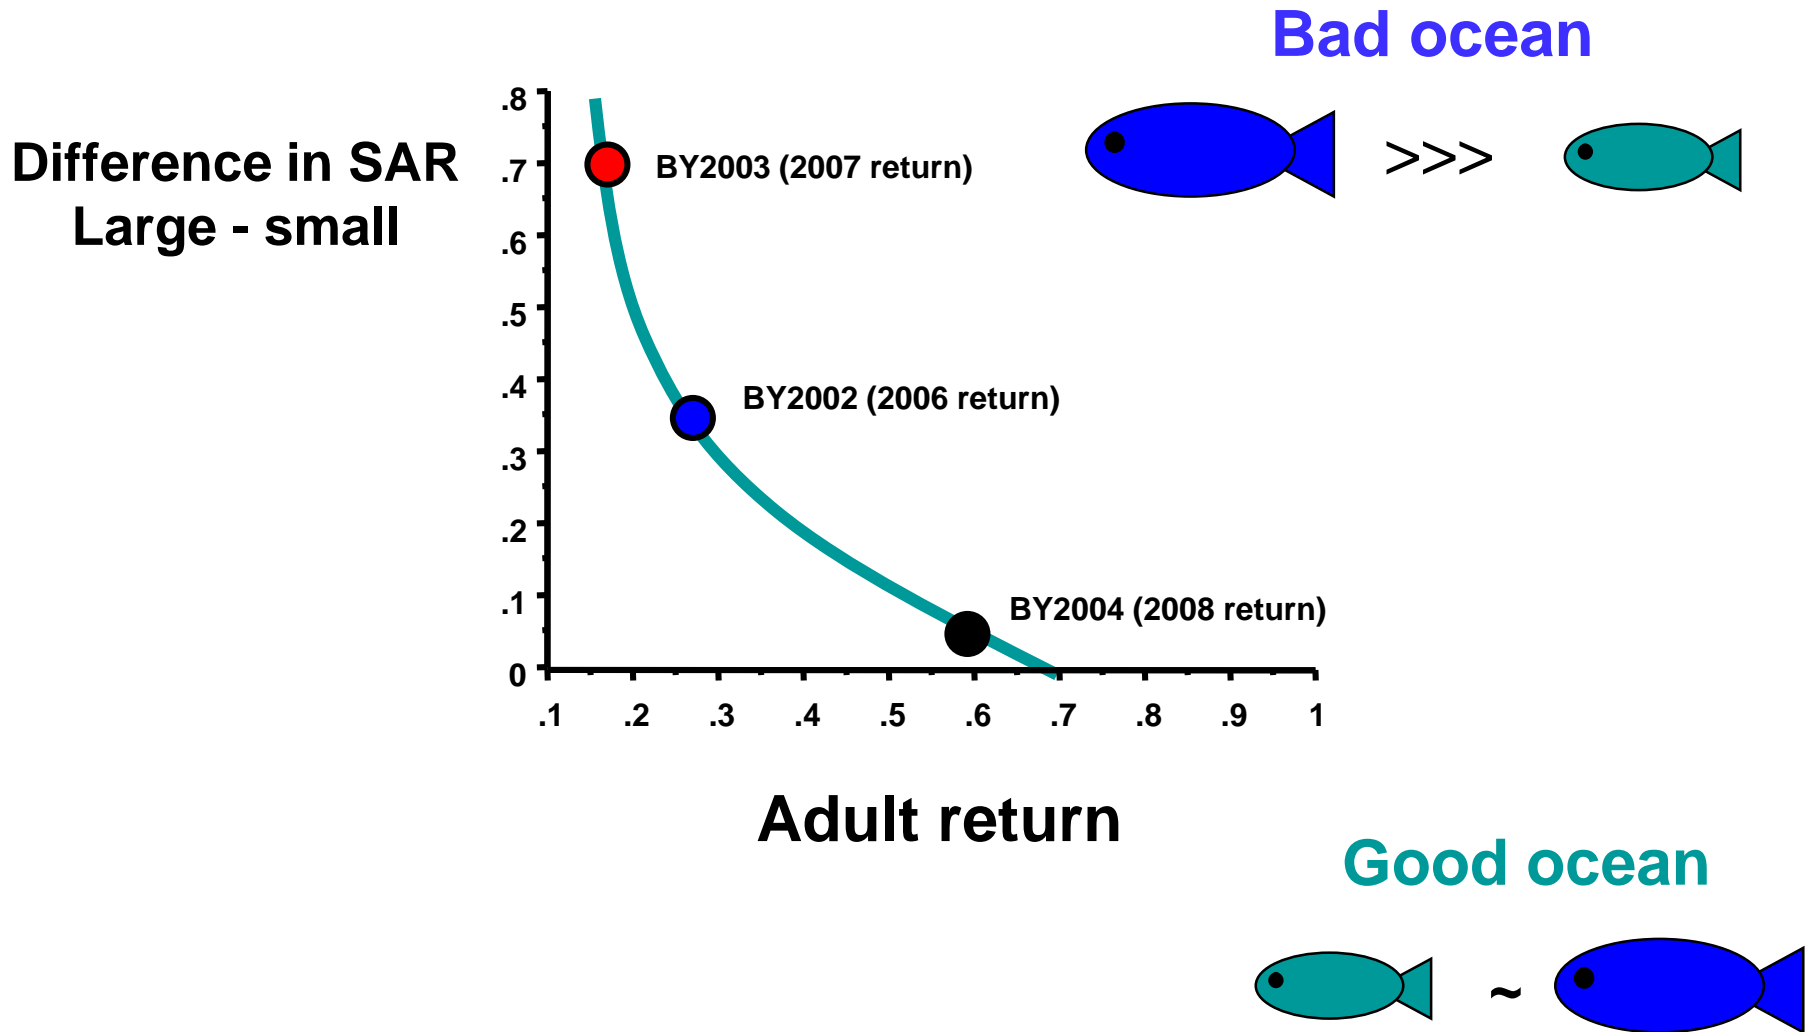 Bad ocean
Difference in SAR
Large - small
.8
.7
.6
.5
.4
.3
.2
.1
0
BY2003 (2007 return)
>>>
BY2002 (2006 return)
BY2004 (2008 return)
.1 .2 .3 .4 .5 .6 .7 .8 .9 1
Adult return
Good ocean
~